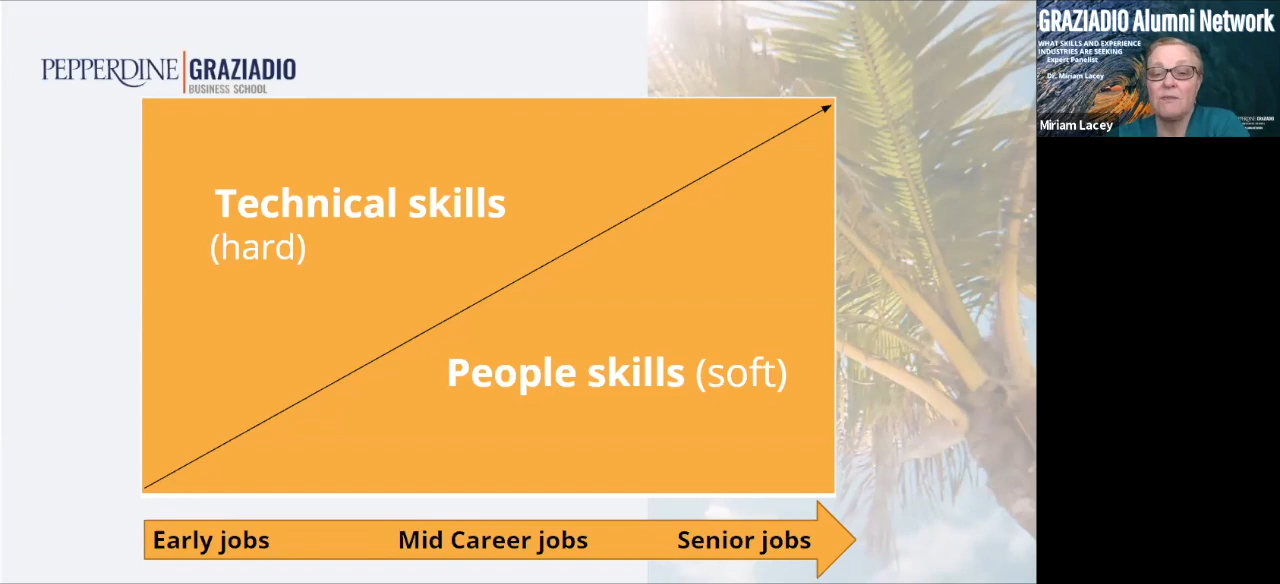 PEPPERDINE GRAZIADIO
BUSINESS SCHOOL
Technical skills
(hard)
People skills (soft)
Early jobs
Mid Career jobs
Senior jobs
GRAZIADIO Alumni Network
WHAT SKILLS AND EXPERIENCE
INDUSTRIES ARE SEEKING
Expert Panelist
Dr. Miriam Lacey
Miriam Lacey